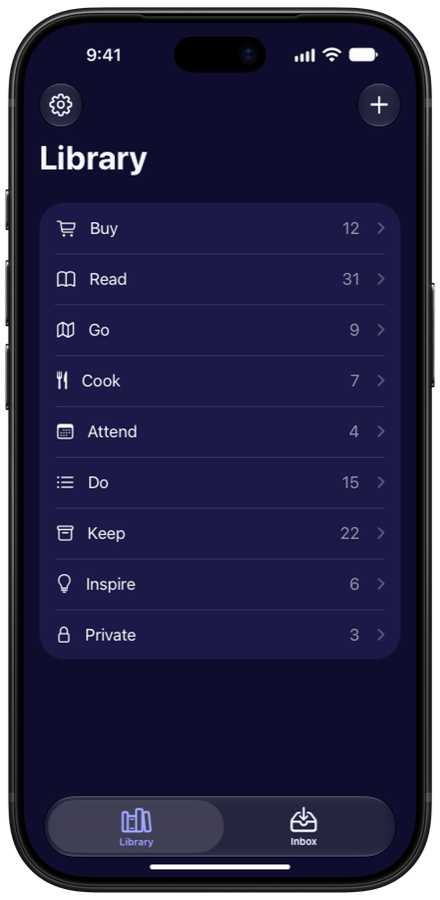 9:41
Library
Buy 12
Read 31
Go 9
Cook 7
Attend 4
Do 15
Keep 22
Inspire 6
Private 3
Library Inbox